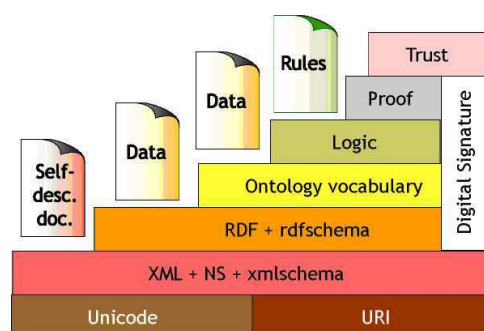 Trust
Rules
Proof
Data
Logic
Data
Digital Signature
Self-
desc.
doc.
Ontology vocabulary
RDF + rdfschema
XML + NS + xmlschema
Unicode
URI